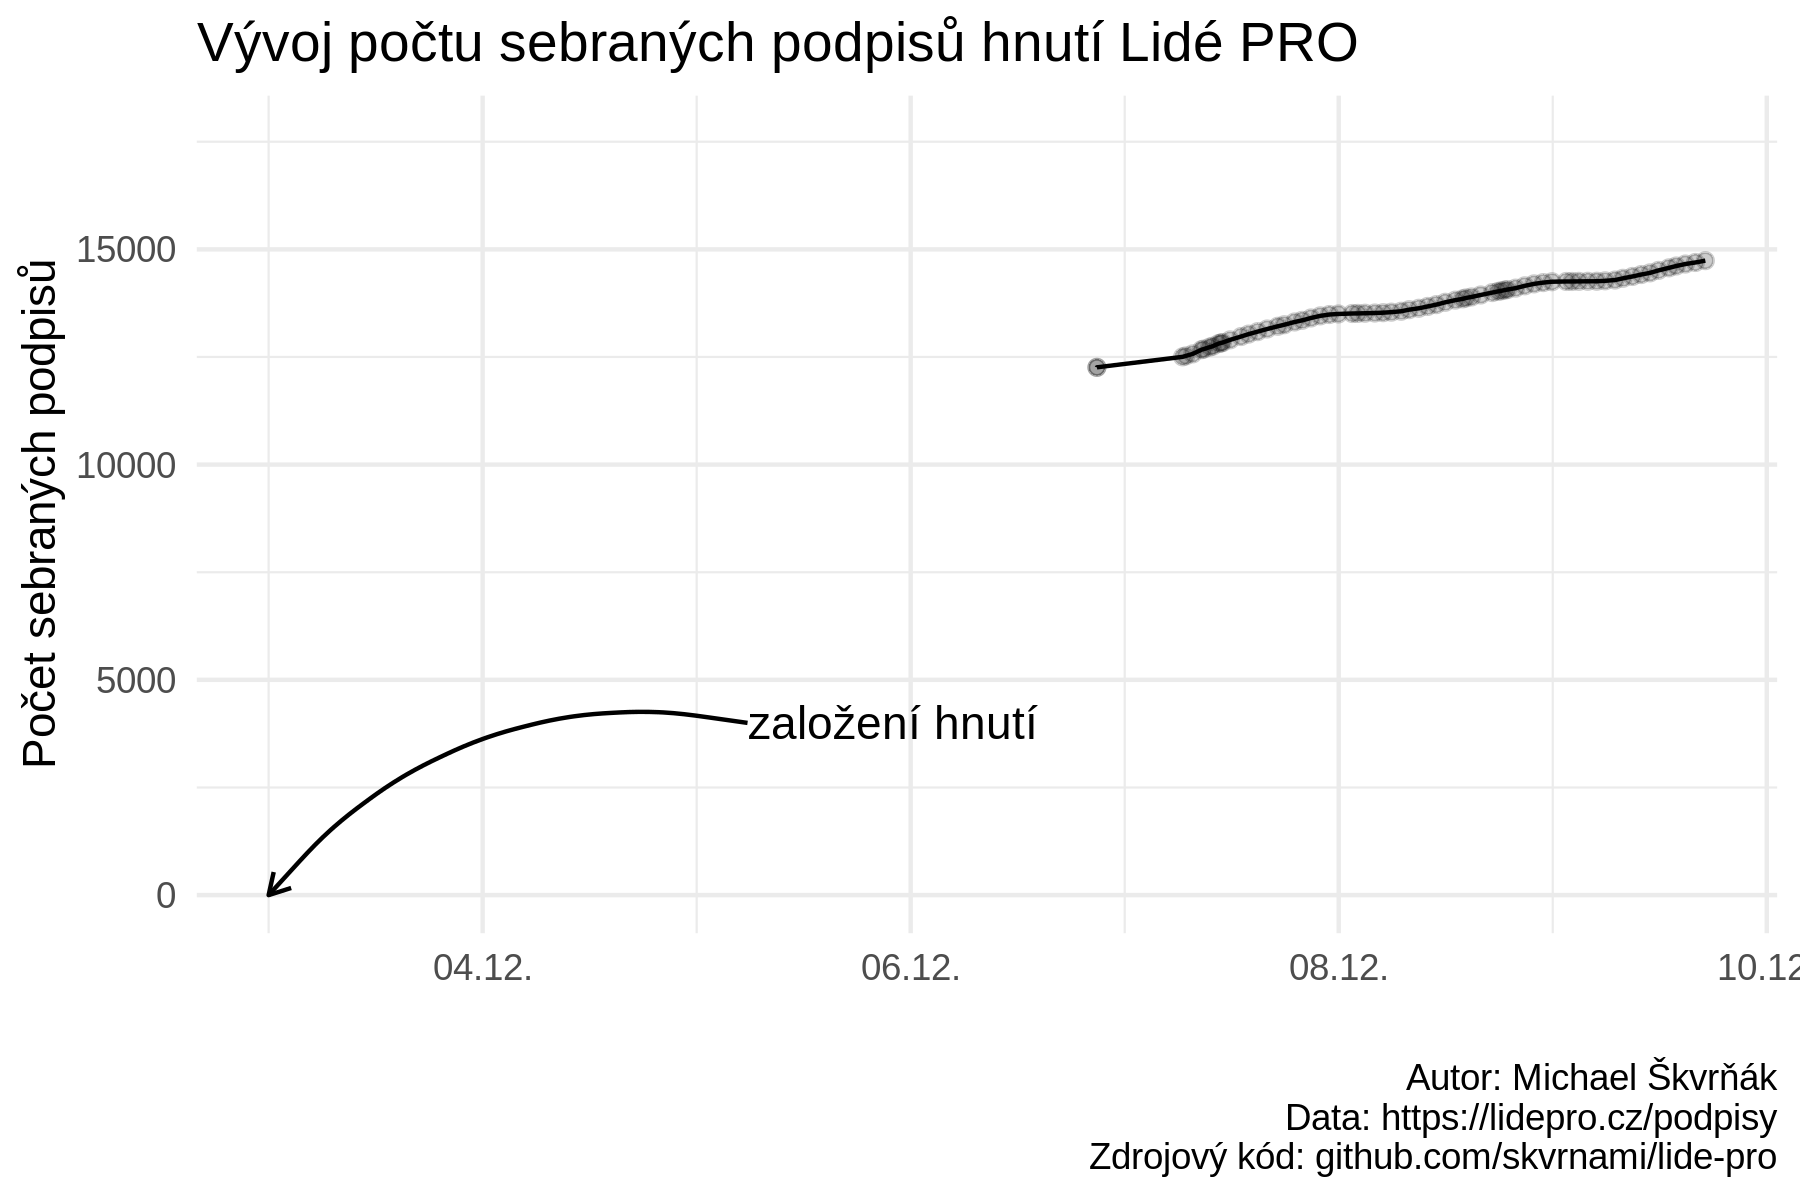 Vývoj počtu sebraných podpisů hnutí Lidé PRO
Počet sebraných podpisů
15000
10000
5000
0
založení hnutí
04.12.
06.12.
08.12.
10.12
Autor: Michael Škvrňák
Data: https://lidepro.cz/podpisy
Zdrojový kód: github.com/skvrnami/lide-pro